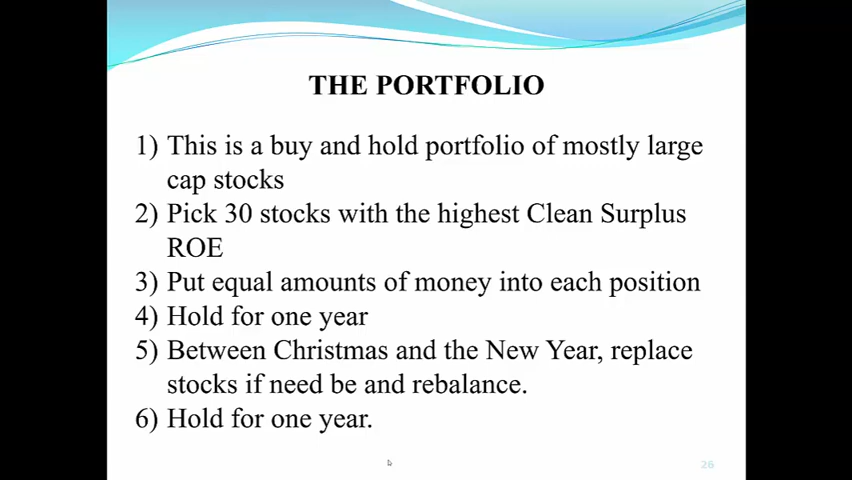 THE PORTFOLIO
1) This is a buy and hold portfolio of mostly large
cap stocks
2) Pick 30 stocks with the highest Clean Surplus
ROE
3) Put equal amounts of money into each position
4) Hold for one year
5) Between Christmas and the New Year, replace
stocks if need be and rebalance.
6) Hold for one year.
26